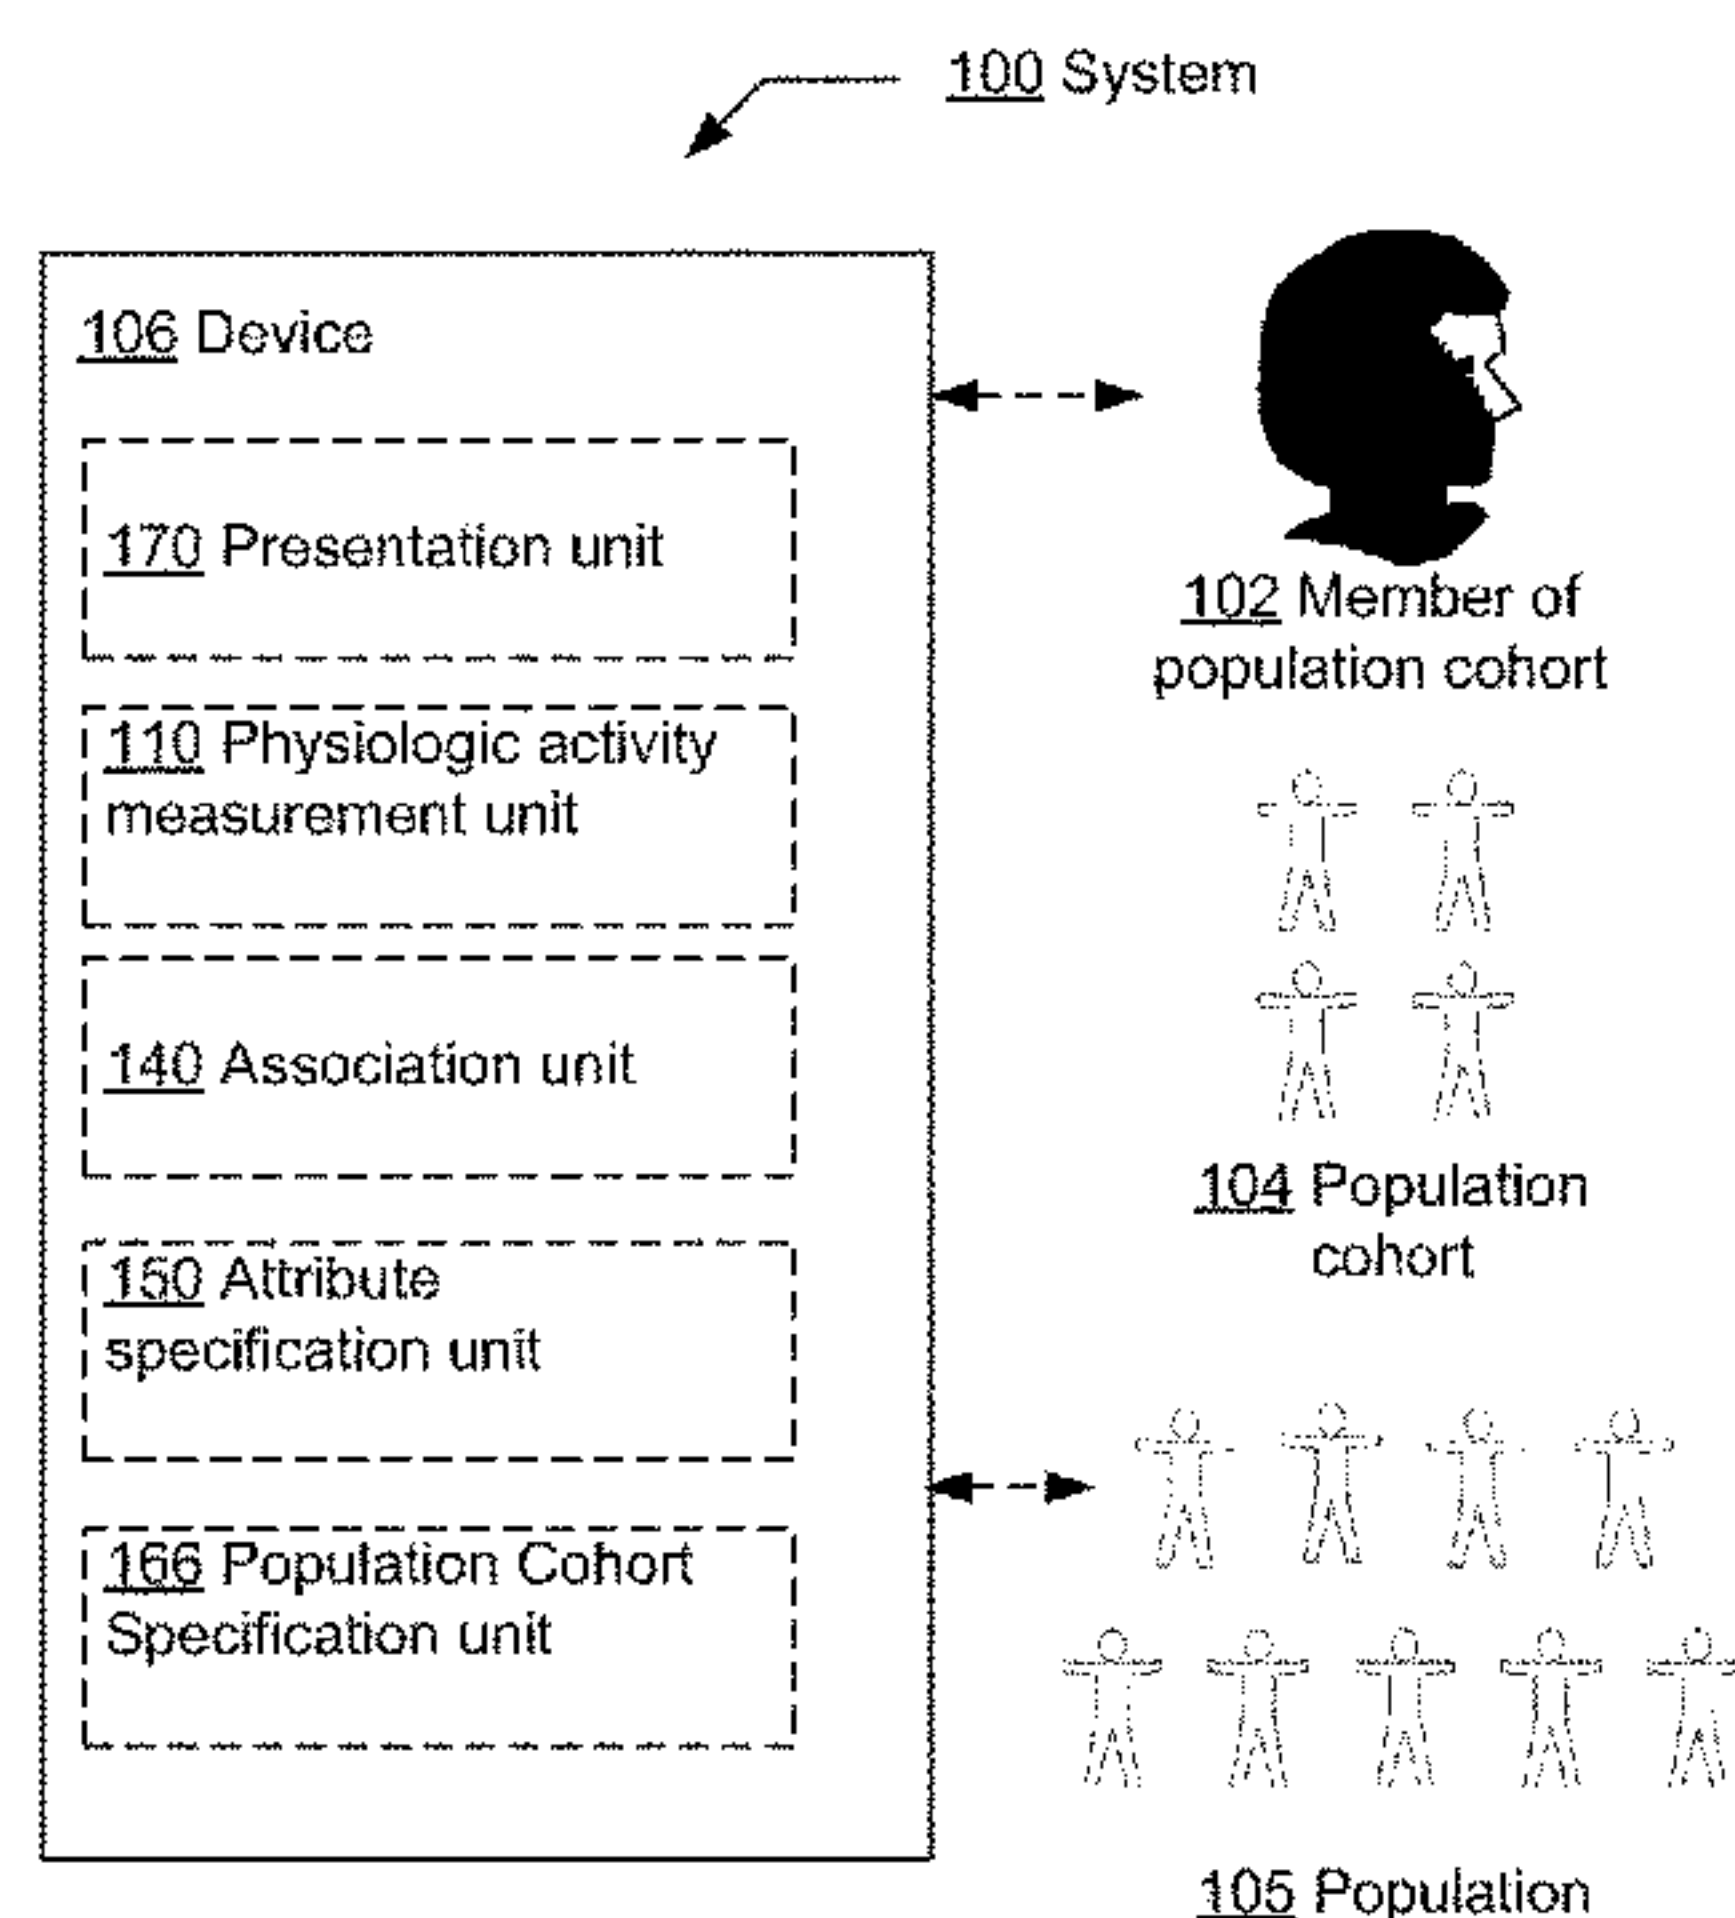 100 System
106 Device
170 Presentation unit
110 Physiologic activity
measurement unit
140 Association unit
150 Attribute
specification unit
166 Population Cohort
Specification unit
102 Member of
population cohort
104 Population
cohort
105 Population